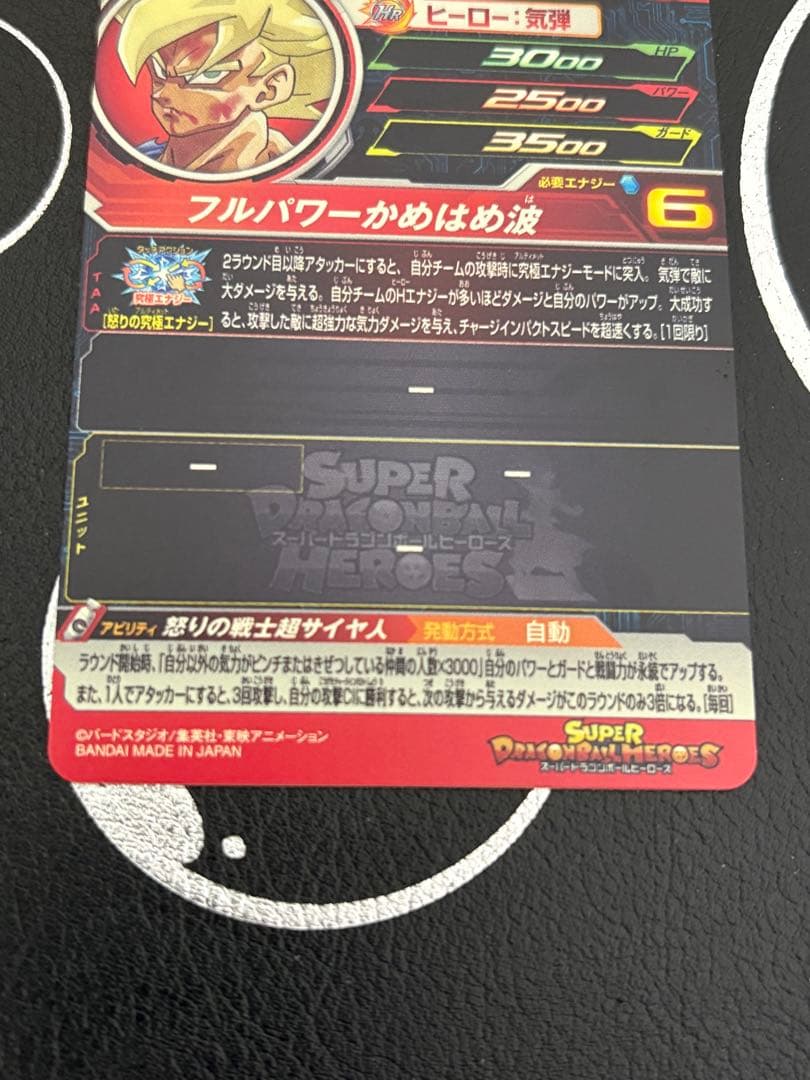 HR ヒーロー:気弾
HP
3000
パワー
2500
ガード
3500
必要エナジー 6
フルパワーかめはめ波
TAA
タッチアクション
究極エナジー
[怒りの究極エナジー]
2ラウンド目以降アタッカーにすると、自分チームの攻撃時に究極エナジーモードに突入。気弾で敵に
大ダメージを与える。自分チームのHエナジーが多いほどダメージと自分のパワーがアップ。大成功す
ると、攻撃した敵に超強力な気力ダメージを与え、チャージインパクトスピードを超速くする。[1回限り]
ー
ユニット
ー
ー
ー
SUPER
DRAGONBALL
スーパードラゴンボールヒーローズ
HEROES
アビリティ 怒りの戦士超サイヤ人 発動方式 自動
ラウンド開始時、「自分以外の気力がピンチまたはきぜつしている仲間の人数×3000」自分のパワーとガードと戦闘力が永続でアップする。
また、1人でアタッカーにすると、3回攻撃し、自分の攻撃CIに勝利すると、次の攻撃から与えるダメージがこのラウンドのみ3倍になる。[毎回]
©バードスタジオ/集英社・東映アニメーション
BANDAI MADE IN JAPAN
SUPER
DRAGONBALL HEROES
スーパードラゴンボールヒーローズ